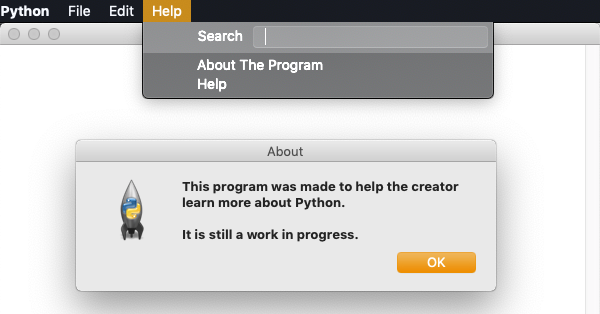 Python File Edit Help
Search
About The Program
Help
About
This program was made to help the creator
learn more about Python.
It is still a work in progress.
OK